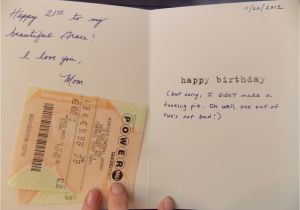 Happy 21st to my
beautiful Grace!
I love you,
Mom
POWER
11/20/2012
happy birthday
(but sorry, I didn't make a
fucking pie. Oh well, one out of
two's not bad!)